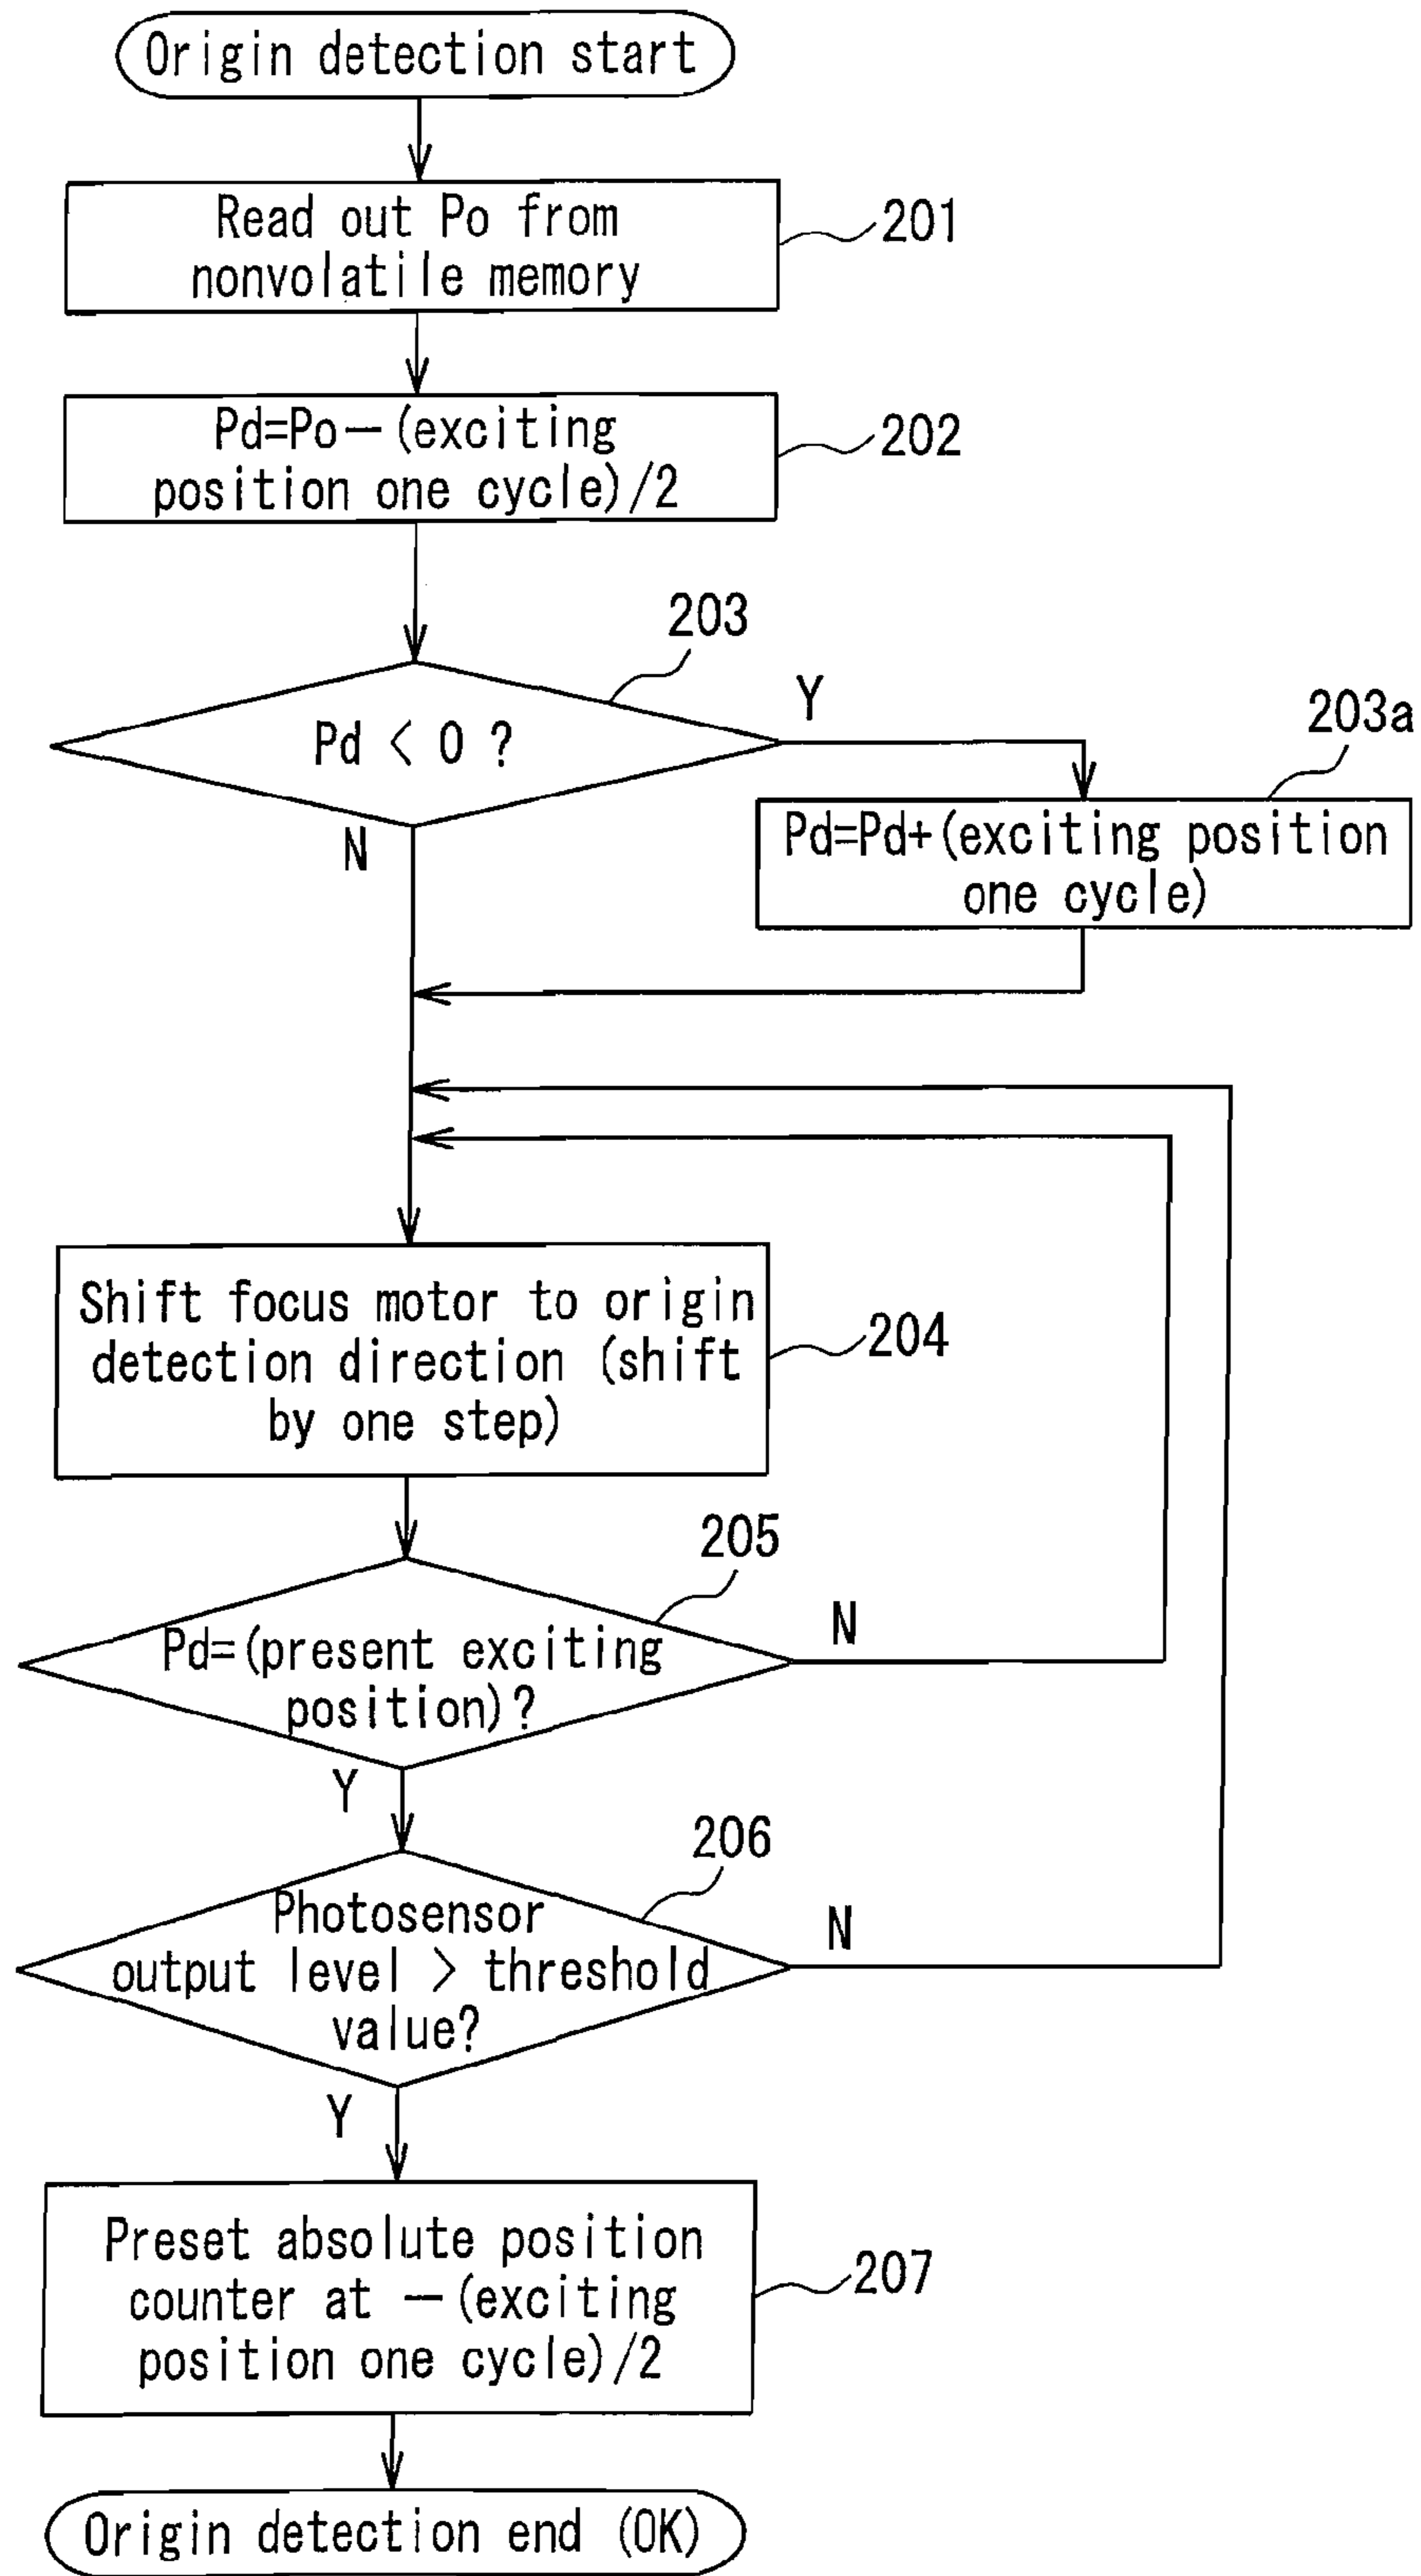 Origin detection start
Read out Po from
nonvolatile memory
201
Pd=Po－(exciting
position one cycle)/2
202
203
Pd < 0 ?
Y
N
203a
Pd=Pd+(exciting position
one cycle)
Shift focus motor to origin
detection direction (shift
by one step)
204
205
Pd=(present exciting
position)?
N
Y
206
Photosensor
output level > threshold
value?
N
Y
Preset absolute position
counter at －(exciting
position one cycle)/2
207
Origin detection end (OK)